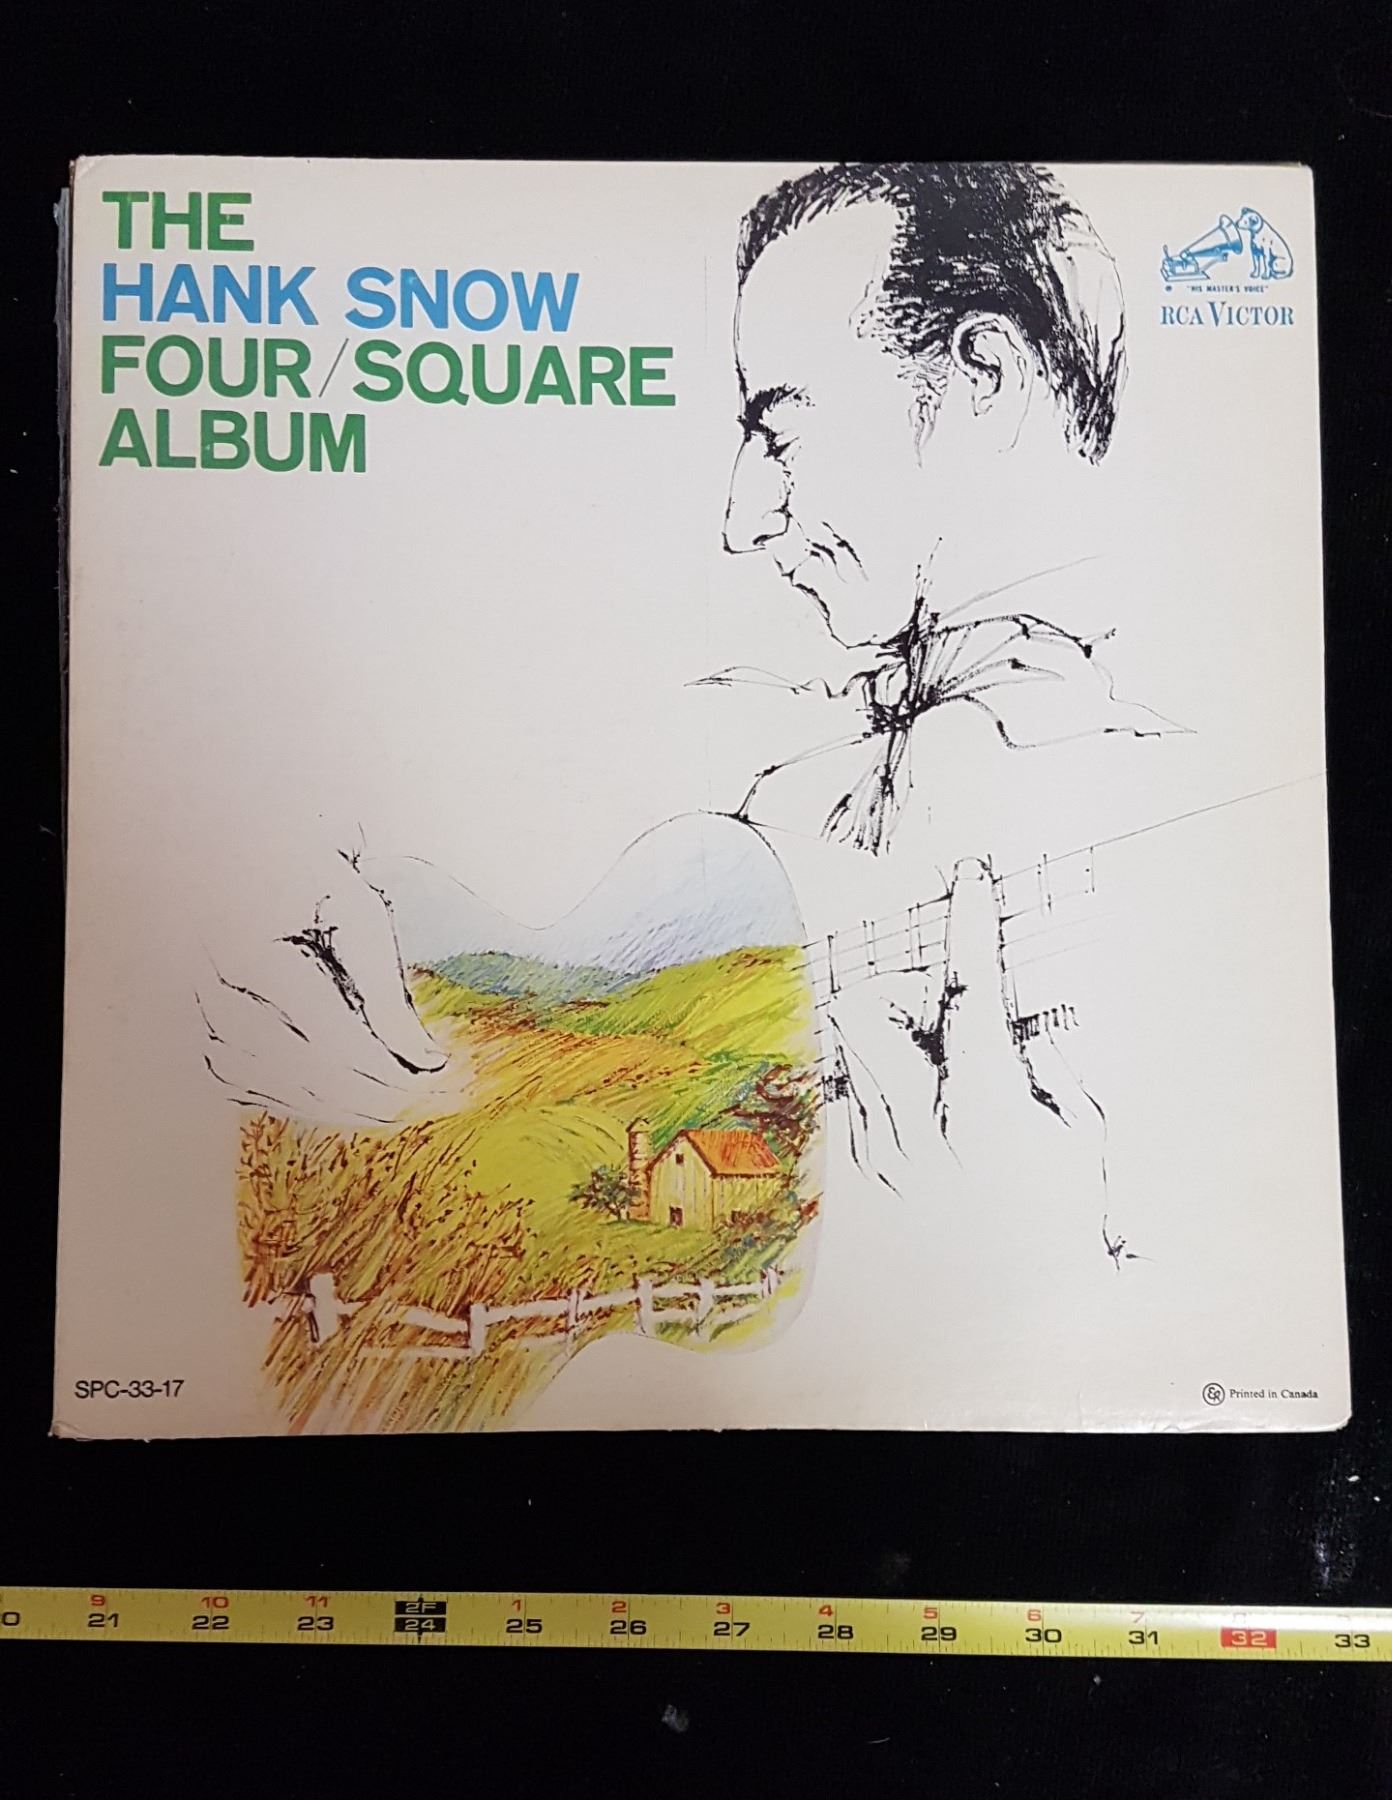 THE
HANK SNOW
FOUR/SQUARE
ALBUM
"HIS MASTER'S VOICE"
RCA VICTOR
SPC-33-17
Printed in Canada
9 10 11 2F 1 2 3 4 5 6 7
21 22 23 24 25 26 27 28 29 30 31 32 33